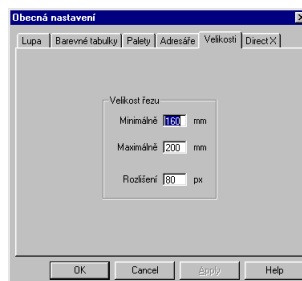 Obecná nastavení
Lupa Barevné tabulky Palety Adresáře Velikosti Direct X
Velikost řezu
Minimálně 160 mm
Maximálně 200 mm
Rozlišení 80 px
OK Cancel Apply Help